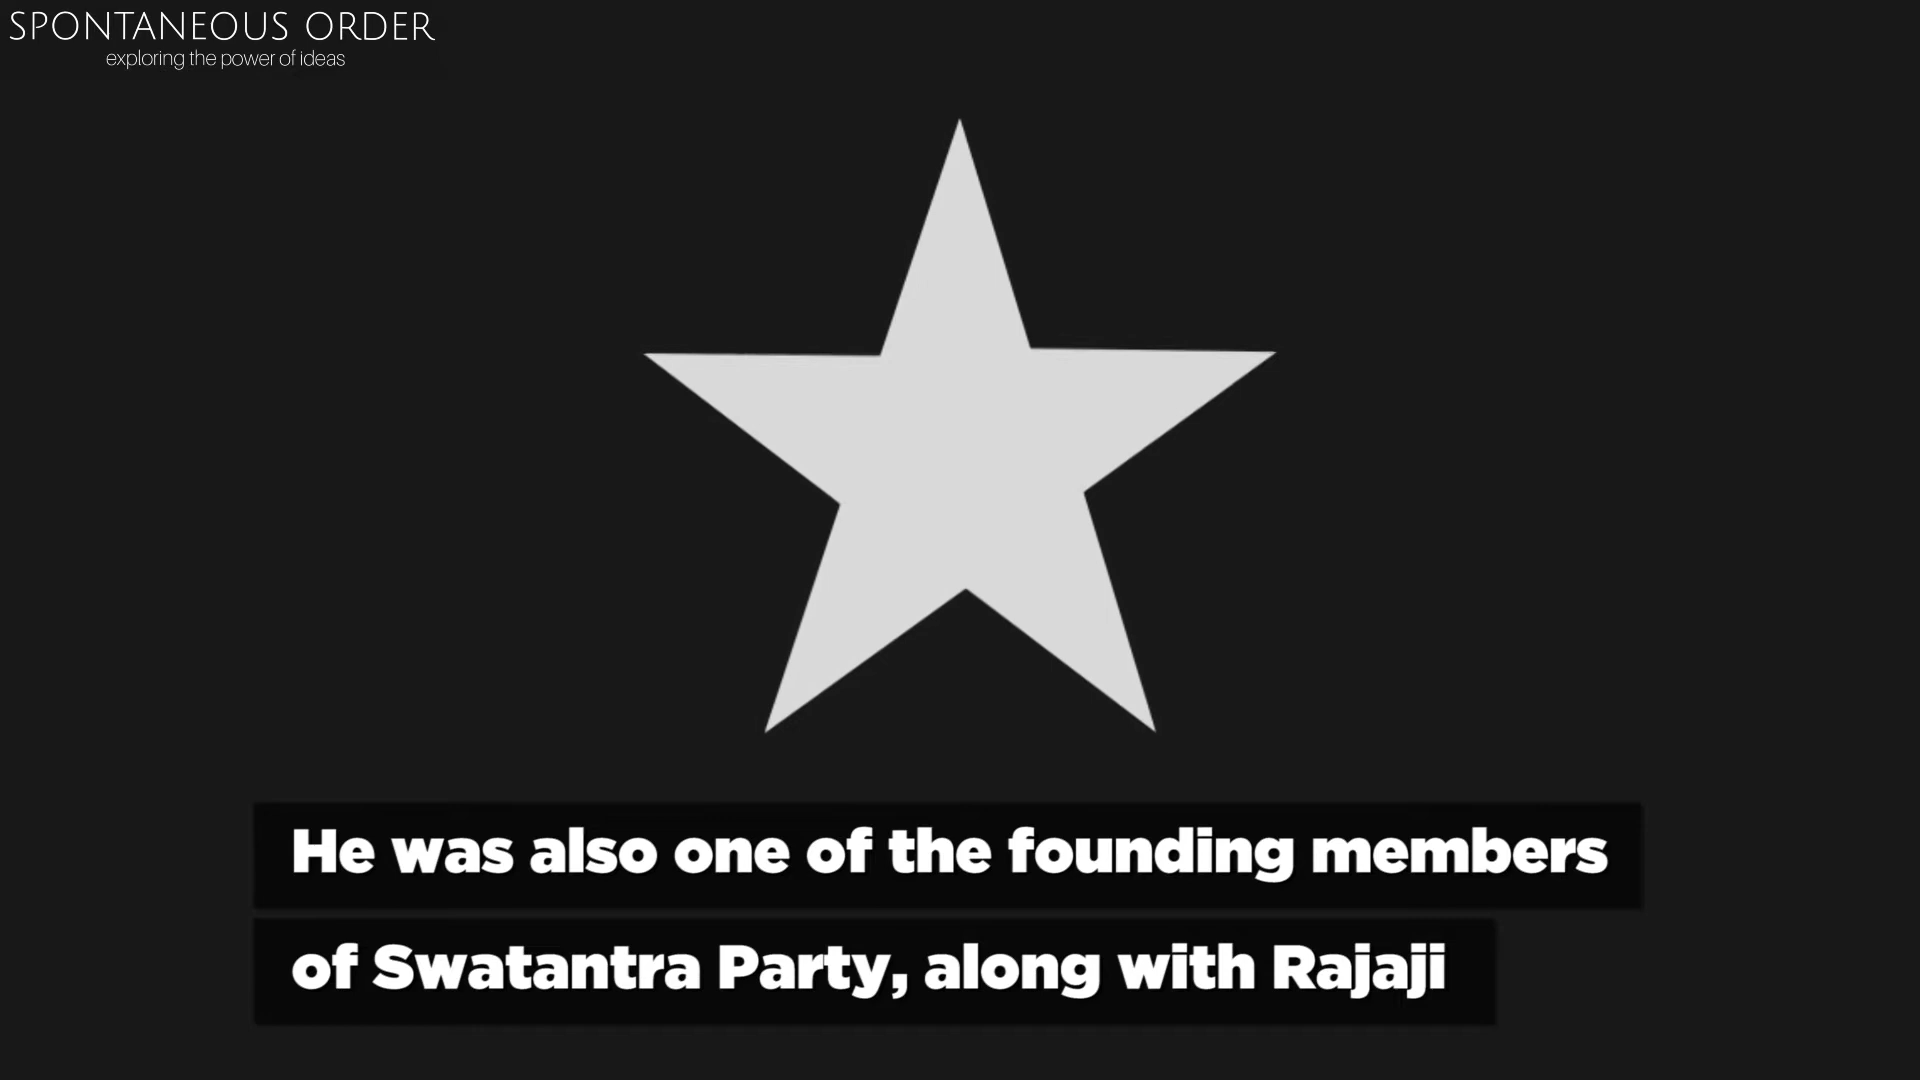 SPONTANEOUS ORDER
exploring the power of ideas
He was also one of the founding members
of Swatantra Party, along with Rajaji